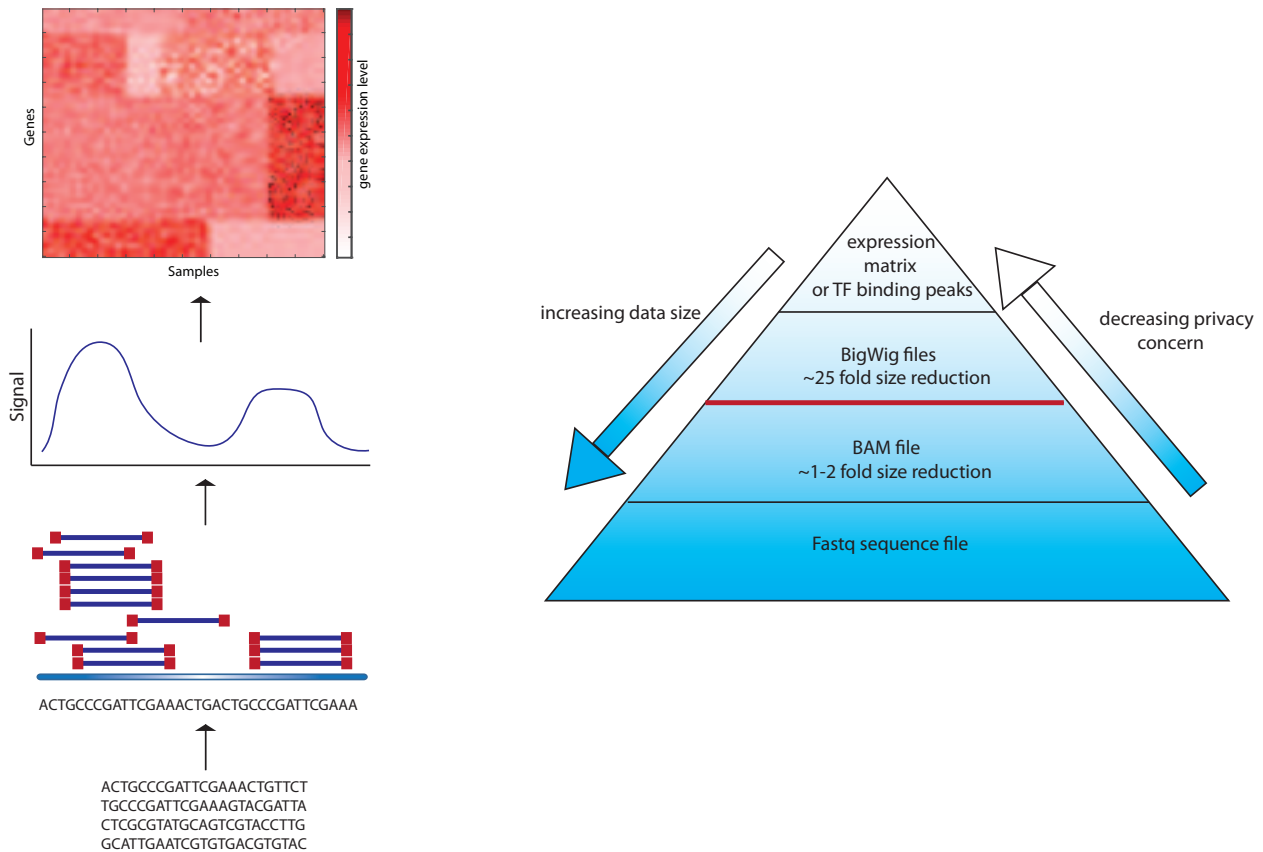 Genes
gene expression level
Samples
Signal
ACTGCCCGATTCGAAACTGACTGCCCGATTCGAAA
ACTGCCCGATTCGAAACTGTTCT
TGCCCGATTCGAAAGTACGATTA
CTCGCGTATGCAGTCGTACCTTG
GCATTGAATCGTGTGACGTGTAC
increasing data size
expression
matrix
or TF binding peaks
BigWig files
~25 fold size reduction
BAM file
~1-2 fold size reduction
Fastq sequence file
decreasing privacy
concern